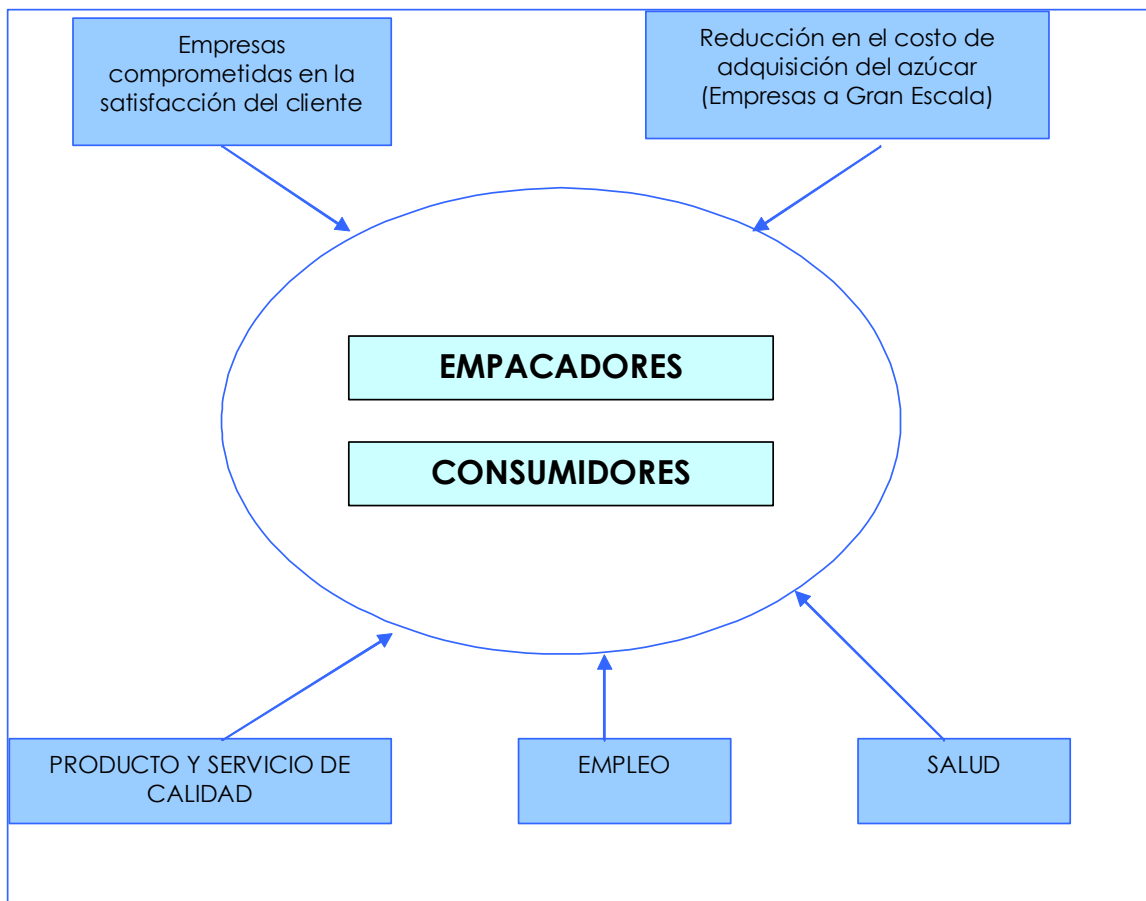 Empresas
comprometidas en la
satisfacción del cliente
Reducción en el costo de
adquisición del azúcar
(Empresas a Gran Escala)
EMPACADORES
CONSUMIDORES
PRODUCTO Y SERVICIO DE
CALIDAD
EMPLEO
SALUD